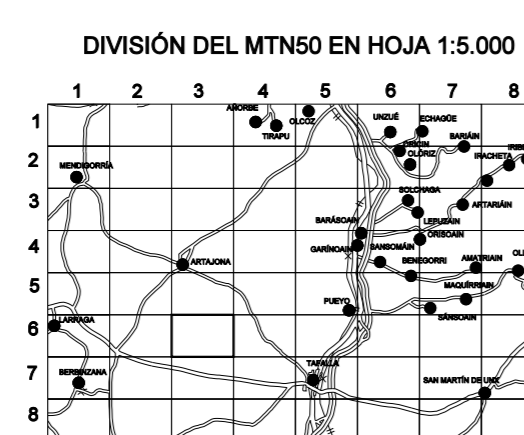 DIVISIÓN DEL MTN50 EN HOJA 1:5.000
1 2 3 4 5 6 7 8
1
AÑORBE
TIRAPU
OLCOZ
UNZUÉ
ECHAGÜE
BARIÁIN
ORICIN
OLÓRIZ
IRACHETA
2
MENDIGORRÍA
3
SOLCHAGA
LEPUZAIN
ARTARIÁIN
BARÁSOAIN
ORISOAIN
4
GARÍNOAIN
SANSOMÁIN
BENEGORRI
AMATRIAIN
ARTAJONA
5
MAQUÍRRIAIN
PUEYO
SÁNSOAIN
6
LARRAGA
7
TAFALLA
BERBINZANA
SAN MARTÍN DE UNX
8